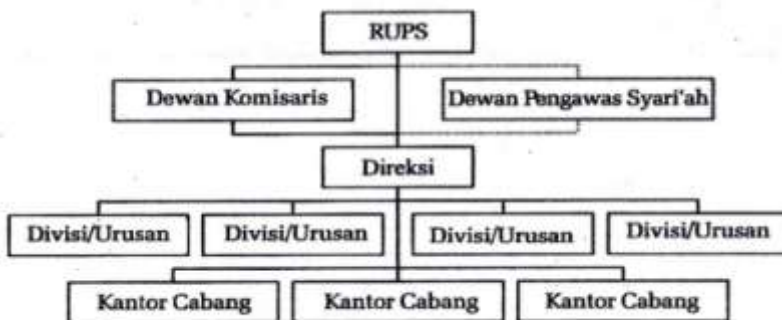 RUPS
Dewan Komisaris
Dewan Pengawas Syari'ah
Direksi
Divisi/Urusan
Divisi/Urusan
Divisi/Urusan
Divisi/Urusan
Kantor Cabang
Kantor Cabang
Kantor Cabang